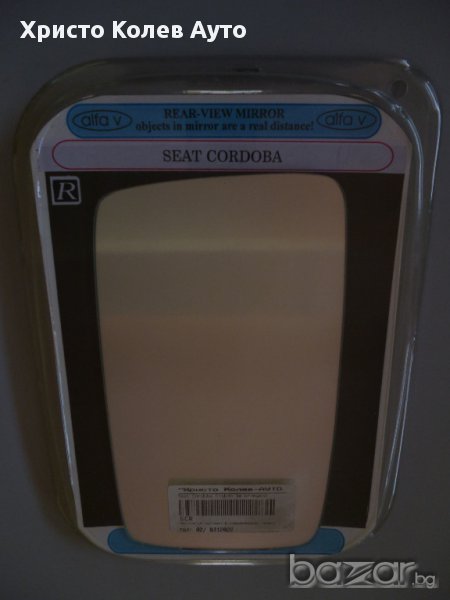 Христо Колев Ауто
alfa v
REAR-VIEW MIRROR
objects in mirror are a real distance!
alfa v
SEAT CORDOBA
R
"Христо Колев-АУТО
bazar.bg